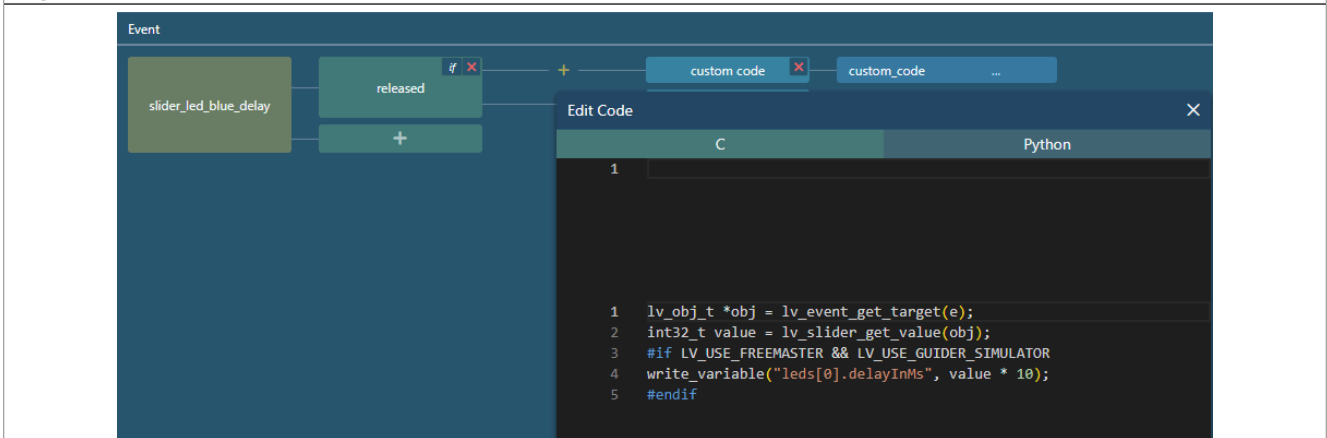 Event
if ×
+
custom code ×
custom_code ...
released
slider_led_blue_delay
Edit Code ×
+
C Python
1
1 lv_obj_t *obj = lv_event_get_target(e);
2 int32_t value = lv_slider_get_value(obj);
3 #if LV_USE_FREEMASTER && LV_USE_GUIDER_SIMULATOR
4 write_variable("leds[0].delayInMs", value * 10);
5 #endif